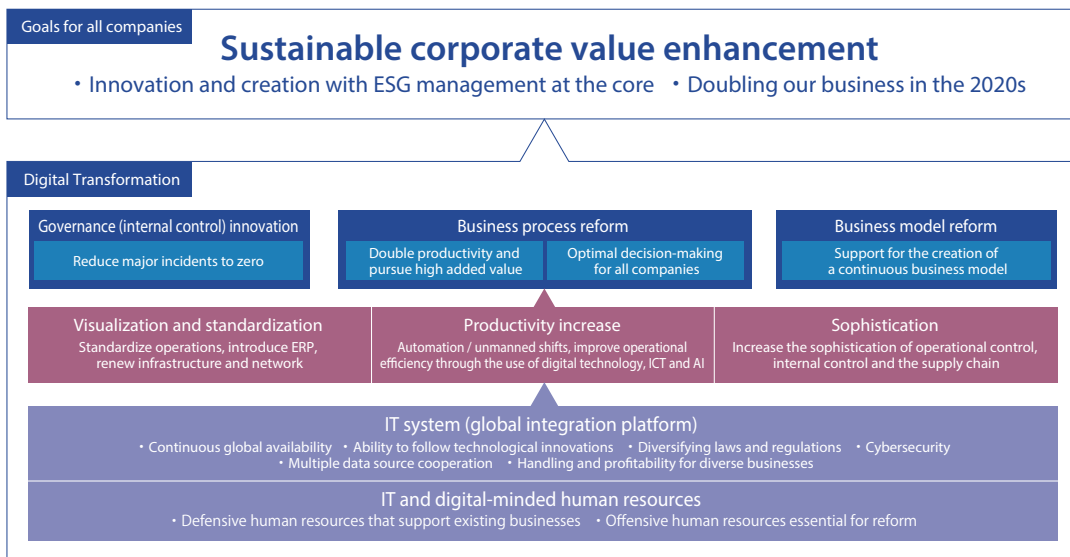 Goals for all companies
Sustainable corporate value enhancement
・Innovation and creation with ESG management at the core ・Doubling our business in the 2020s
Digital Transformation
Governance (internal control) innovation
Reduce major incidents to zero
Business process reform
Double productivity and
pursue high added value
Optimal decision-making
for all companies
Business model reform
Support for the creation of
a continuous business model
Visualization and standardization
Standardize operations, introduce ERP,
renew infrastructure and network
Productivity increase
Automation / unmanned shifts, improve operational
efficiency through the use of digital technology, ICT and AI
Sophistication
Increase the sophistication of operational control,
internal control and the supply chain
IT system (global integration platform)
・Continuous global availability ・Ability to follow technological innovations ・Diversifying laws and regulations ・Cybersecurity
・Multiple data source cooperation ・Handling and profitability for diverse businesses
IT and digital-minded human resources
・Defensive human resources that support existing businesses ・Offensive human resources essential for reform